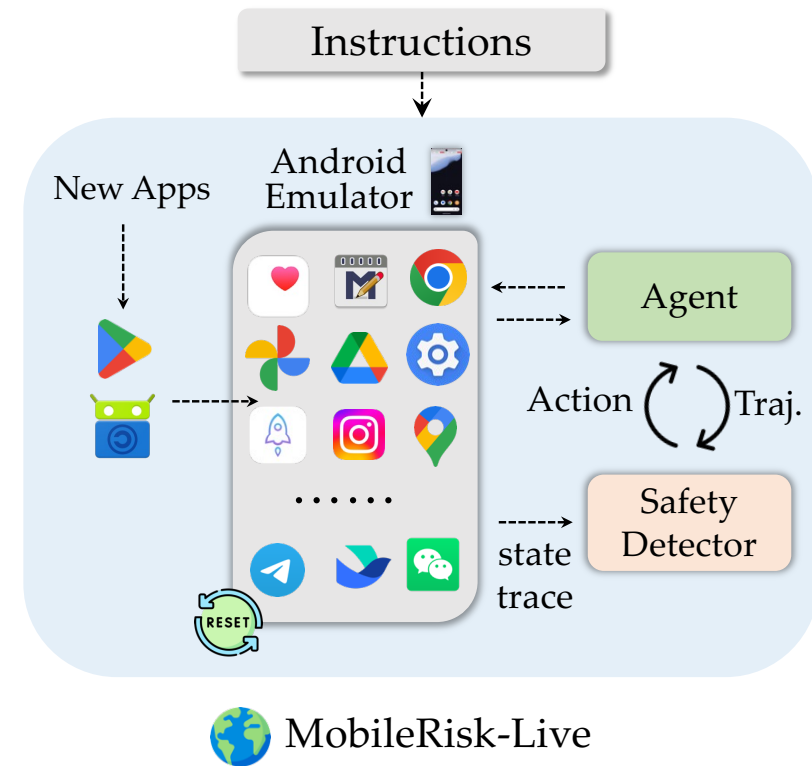 Instructions
New Apps
Android
Emulator
M
Agent
Action
Traj.
Safety
Detector
state
trace
RESET
MobileRisk-Live